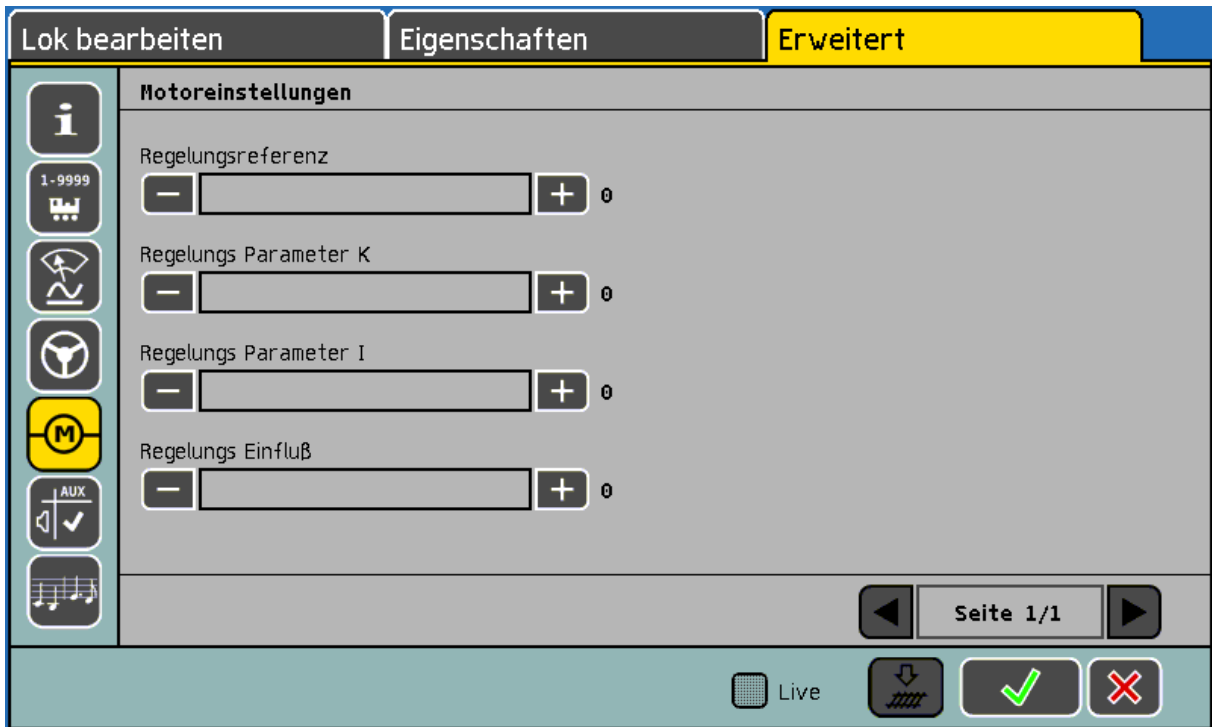 Lok bearbeiten
Eigenschaften
Erweitert
Motoreinstellungen
1-9999
Regelungsreferenz
0
Regelungs Parameter K
0
Regelungs Parameter I
0
M
Regelungs Einfluß
0
AUX
Seite 1/1
Live